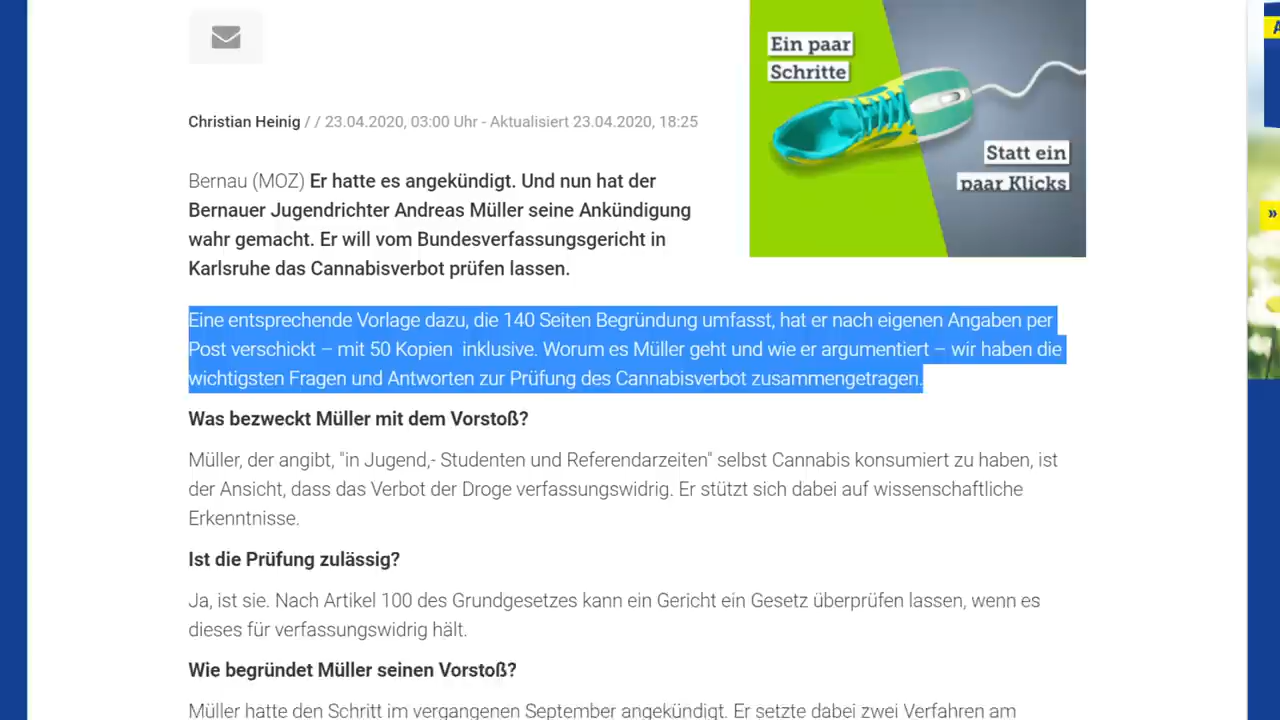 Ein paar
Schritte
Statt ein
paar Klicks
Christian Heinig / / 23.04.2020, 03:00 Uhr - Aktualisiert 23.04.2020, 18:25
Bernau (MOZ) Er hatte es angekündigt. Und nun hat der
Bernauer Jugendrichter Andreas Müller seine Ankündigung
wahr gemacht. Er will vom Bundesverfassungsgericht in
Karlsruhe das Cannabisverbot prüfen lassen.
Eine entsprechende Vorlage dazu, die 140 Seiten Begründung umfasst, hat er nach eigenen Angaben per
Post verschickt – mit 50 Kopien  inklusive. Worum es Müller geht und wie er argumentiert – wir haben die
wichtigsten Fragen und Antworten zur Prüfung des Cannabisverbot zusammengetragen.
Was bezweckt Müller mit dem Vorstoß?
Müller, der angibt, "in Jugend,- Studenten und Referendarzeiten" selbst Cannabis konsumiert zu haben, ist
der Ansicht, dass das Verbot der Droge verfassungswidrig. Er stützt sich dabei auf wissenschaftliche
Erkenntnisse.
Ist die Prüfung zulässig?
Ja, ist sie. Nach Artikel 100 des Grundgesetzes kann ein Gericht ein Gesetz überprüfen lassen, wenn es
dieses für verfassungswidrig hält.
Wie begründet Müller seinen Vorstoß?
Müller hatte den Schritt im vergangenen September angekündigt. Er setzte dabei zwei Verfahren am
»